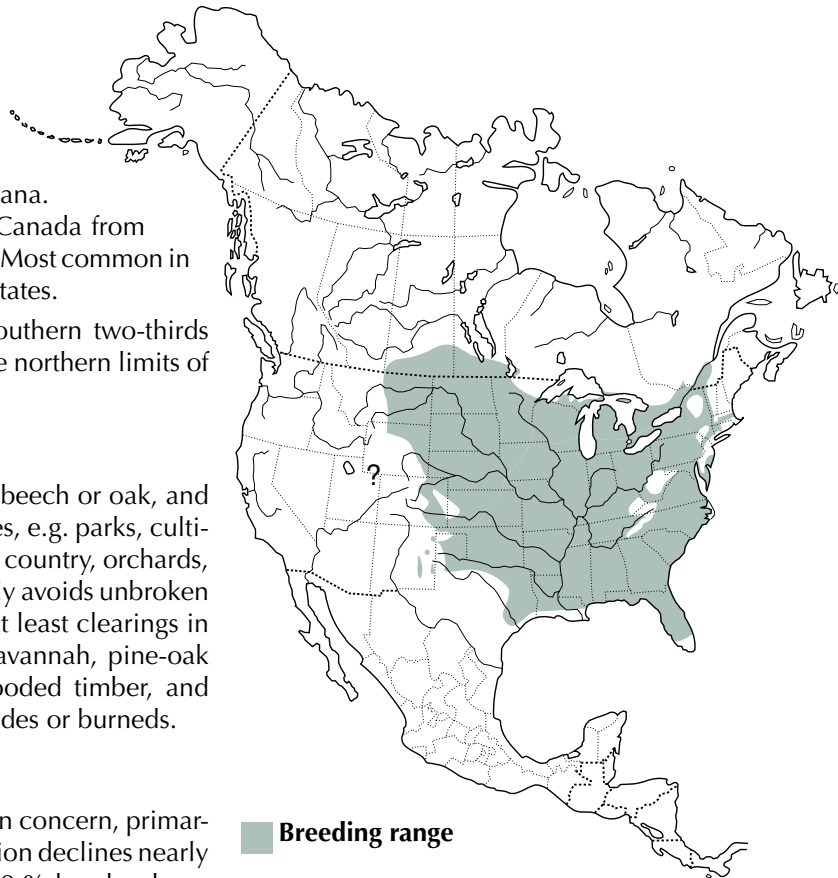 ana.
Canada from
Most common in
tates.
outhern two-thirds
e northern limits of
?
beech or oak, and
es, e.g. parks, culti-
country, orchards,
ly avoids unbroken
t least clearings in
avannah, pine-oak
ooded timber, and
des or burneds.
n concern, primar-
Breeding range
ion declines nearly